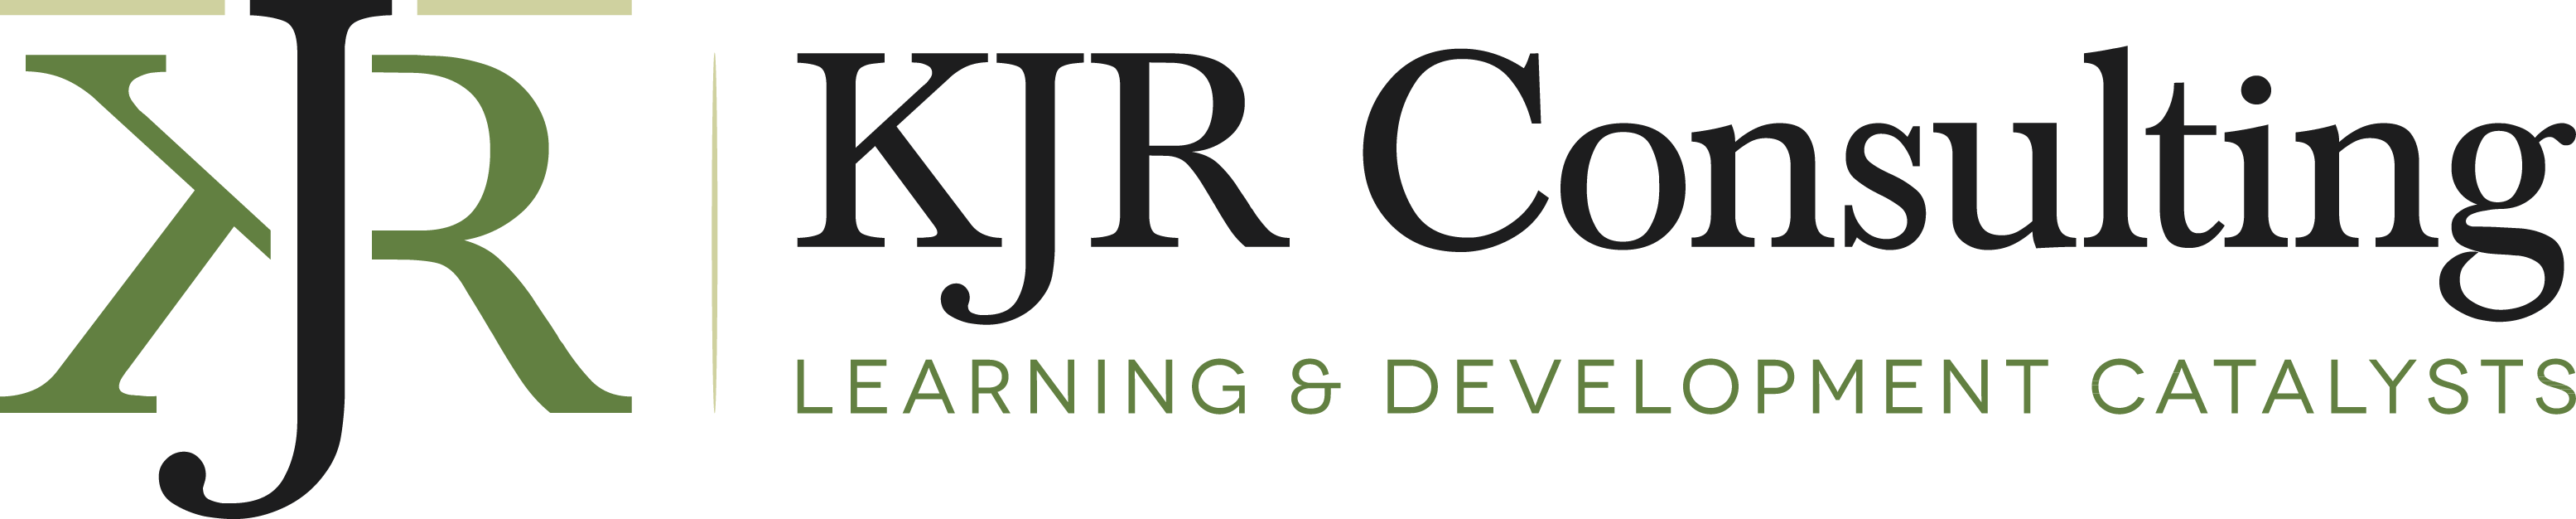 KJR
KJR Consulting
LEARNING & DEVELOPMENT CATALYSTS